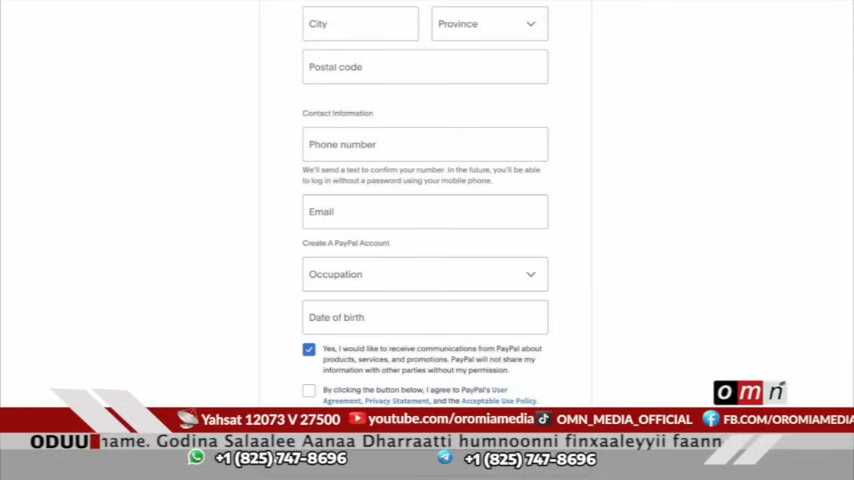 City
Province
Postal code
Contact Information
Phone number
We'll send a text to confirm your number. In the future, you'll be able
to log in without a password using your mobile phone.
Email
Create A PayPal Account
Occupation
Date of birth
Yes, I would like to receive communications from PayPal about
products, services, and promotions. PayPal will not share my
information with other parties without my permission.
By clicking the button below, I agree to PayPal's User
Agreement, Privacy Statement, and the Acceptable Use Policy.
omn
Yahsat 12073 V 27500 youtube.com/oromiamedia OMN_MEDIA_OFFICIAL FB.COM/OROMIAMEDIA
ODUU name. Godina Salaalee Aanaa Dharraatti humnoonni finxaaleyyii faann
+1 (825) 747-8696 +1 (825) 747-8696